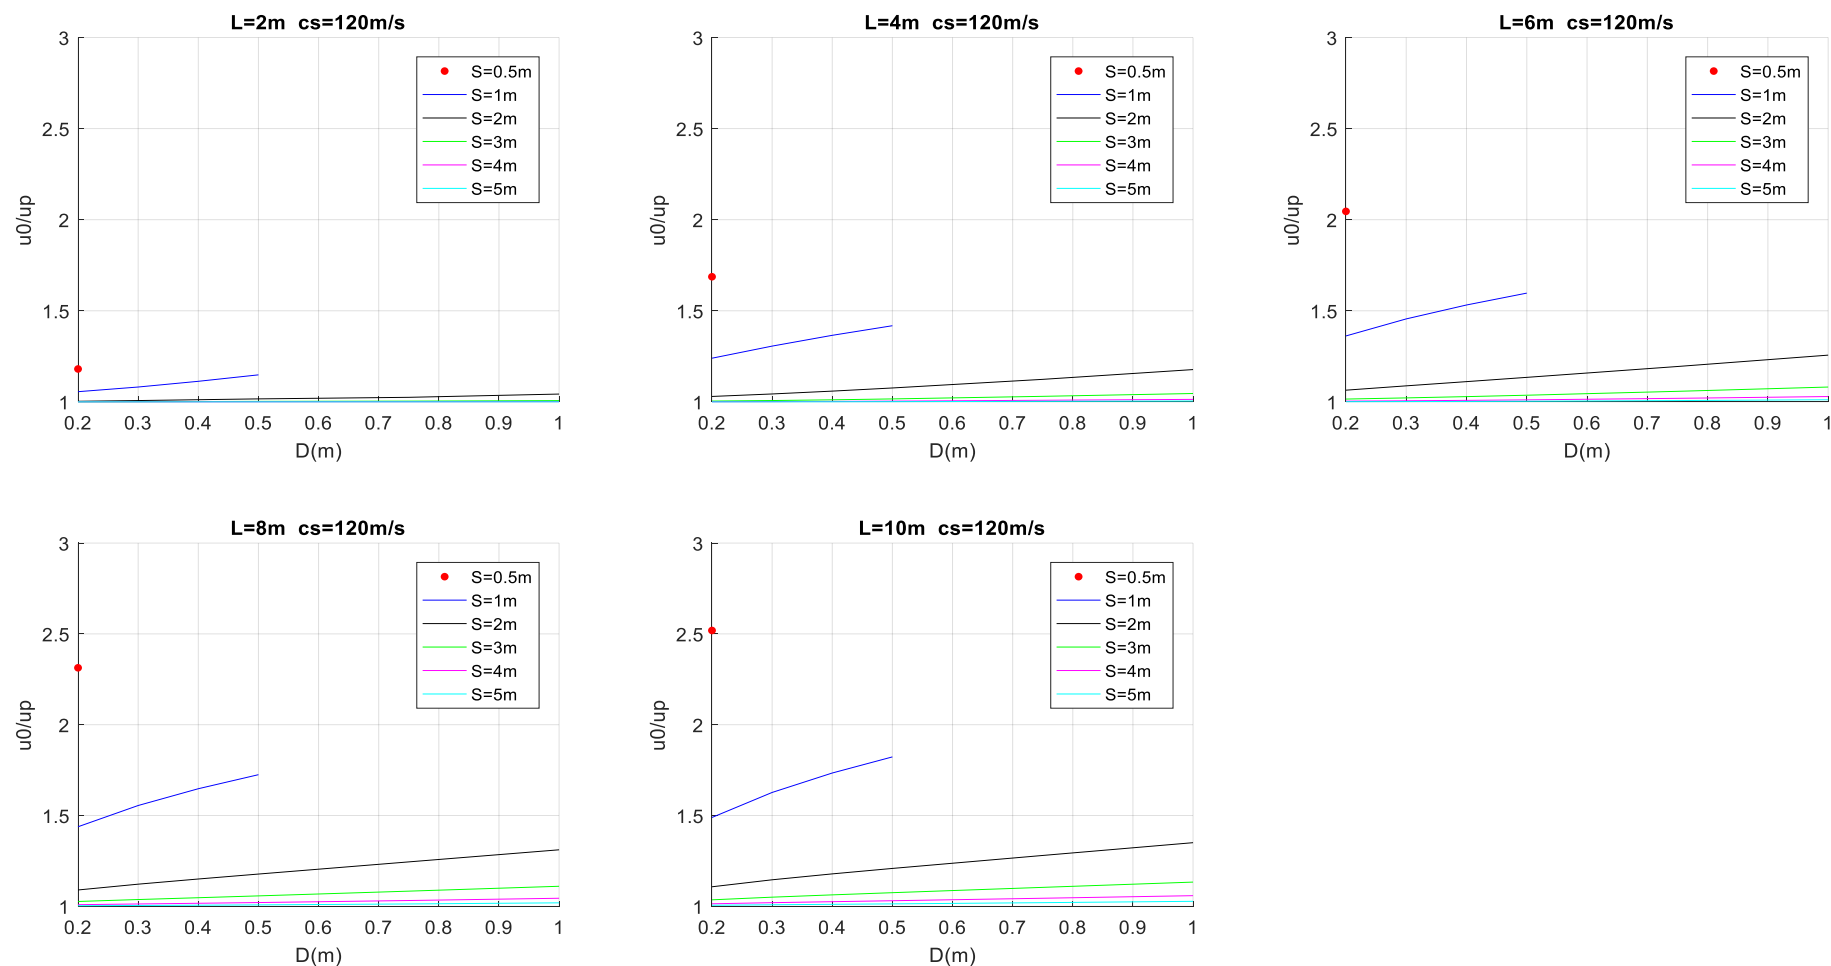 L=2m cs=120m/s
3
2.5
2
1.5
1
u0/up
S=0.5m
S=1m
S=2m
S=3m
S=4m
S=5m
0.2 0.3 0.4 0.5 0.6 0.7 0.8 0.9 1
D(m)
L=4m cs=120m/s
3
2.5
2
1.5
1
u0/up
S=0.5m
S=1m
S=2m
S=3m
S=4m
S=5m
0.2 0.3 0.4 0.5 0.6 0.7 0.8 0.9 1
D(m)
L=6m cs=120m/s
3
2.5
2
1.5
1
u0/up
S=0.5m
S=1m
S=2m
S=3m
S=4m
S=5m
0.2 0.3 0.4 0.5 0.6 0.7 0.8 0.9 1
D(m)
L=8m cs=120m/s
3
2.5
2
1.5
1
u0/up
S=0.5m
S=1m
S=2m
S=3m
S=4m
S=5m
0.2 0.3 0.4 0.5 0.6 0.7 0.8 0.9 1
D(m)
L=10m cs=120m/s
3
2.5
2
1.5
1
u0/up
S=0.5m
S=1m
S=2m
S=3m
S=4m
S=5m
0.2 0.3 0.4 0.5 0.6 0.7 0.8 0.9 1
D(m)